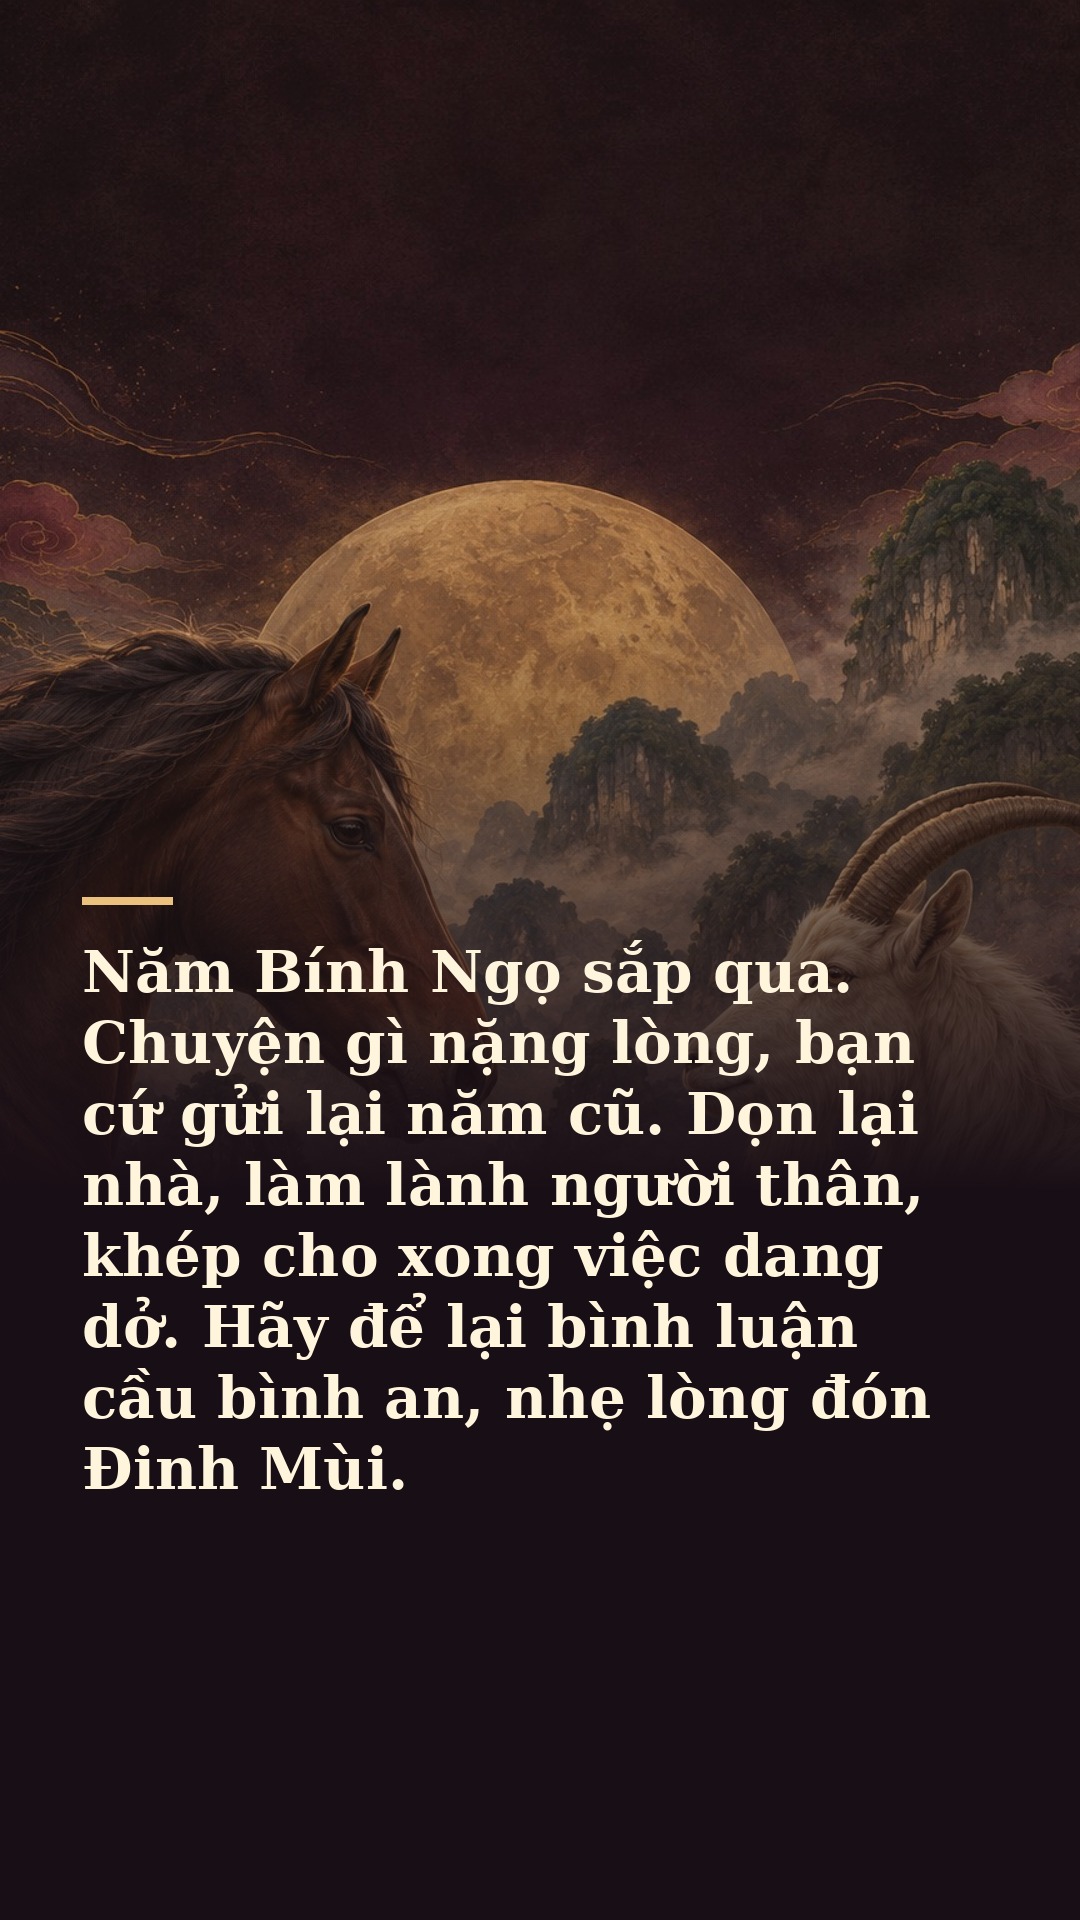 Năm Bính Ngọ sắp qua.
Chuyện gì nặng lòng, bạn
cứ gửi lại năm cũ. Dọn lại
nhà, làm lành người thân,
khép cho xong việc dang
dở. Hãy để lại bình luận
cầu bình an, nhẹ lòng đón
Đinh Mùi.